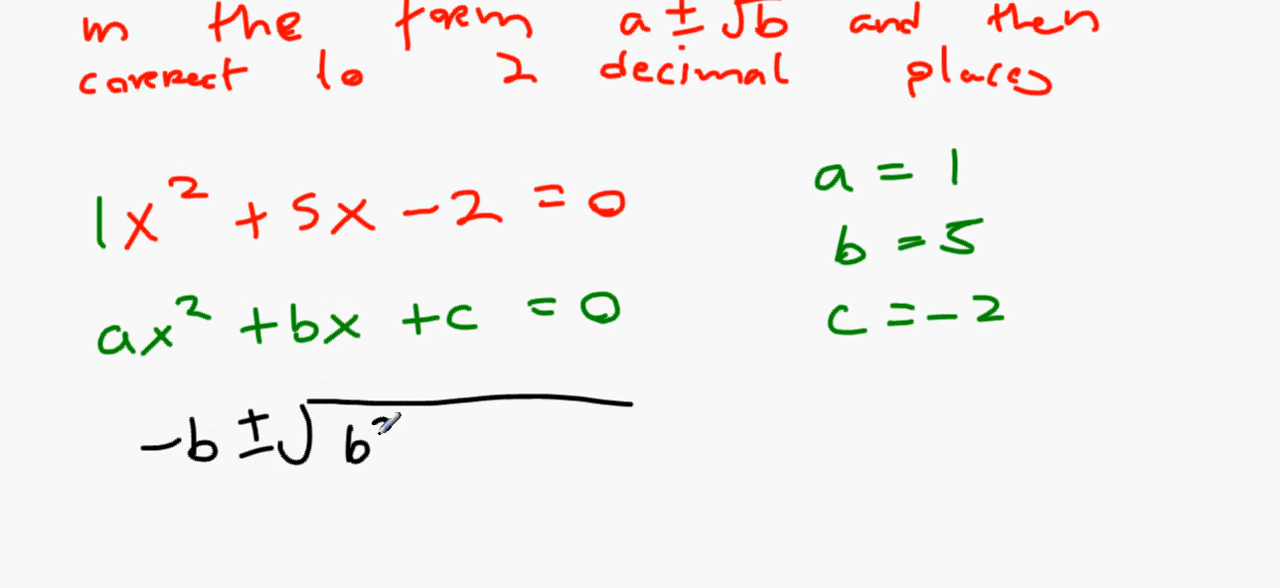 in the form a ± √b and then
correct to 2 decimal places
1x² + 5x - 2 = 0
ax² + bx + c = 0
a = 1
b = 5
c = -2
-b ± √b²